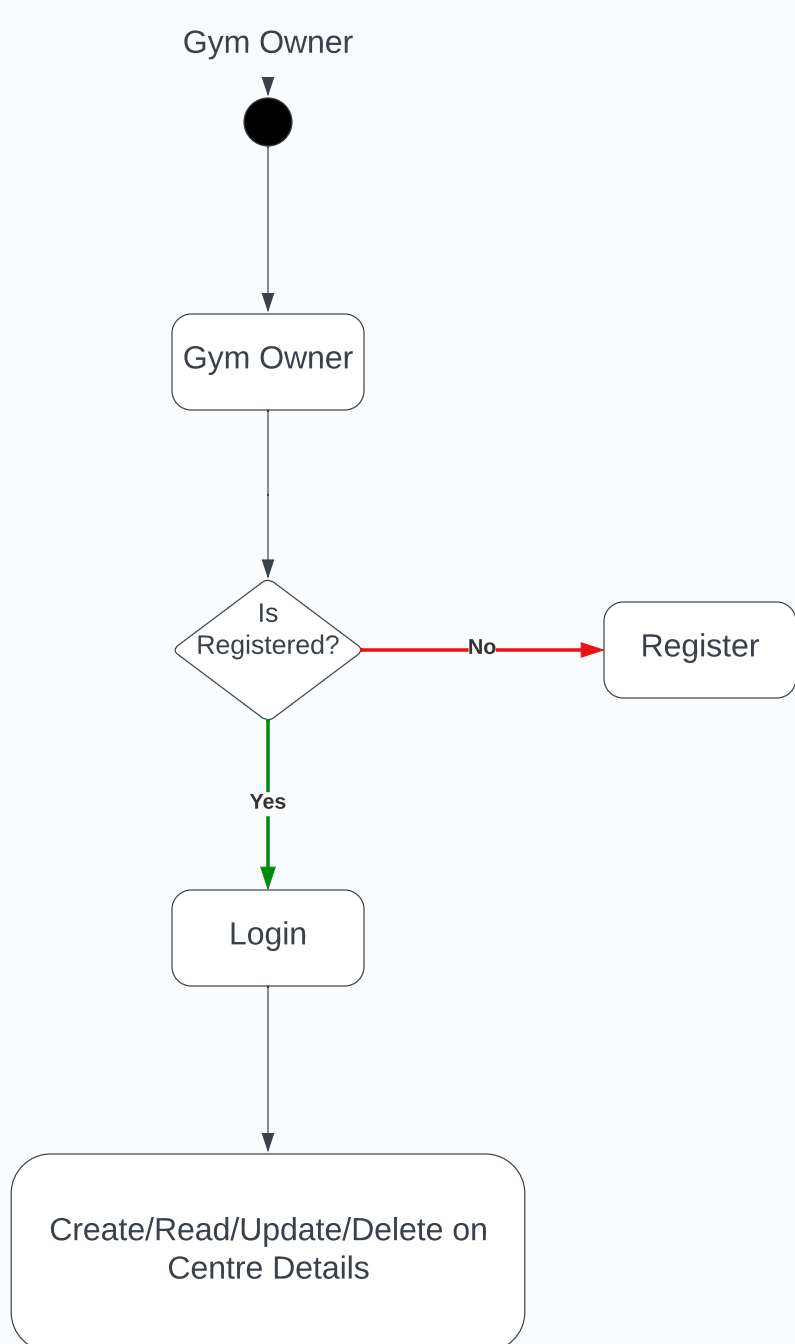 Gym Owner
Gym Owner
Is
Registered?
No
Register
Yes
Login
Create/Read/Update/Delete on
Centre Details